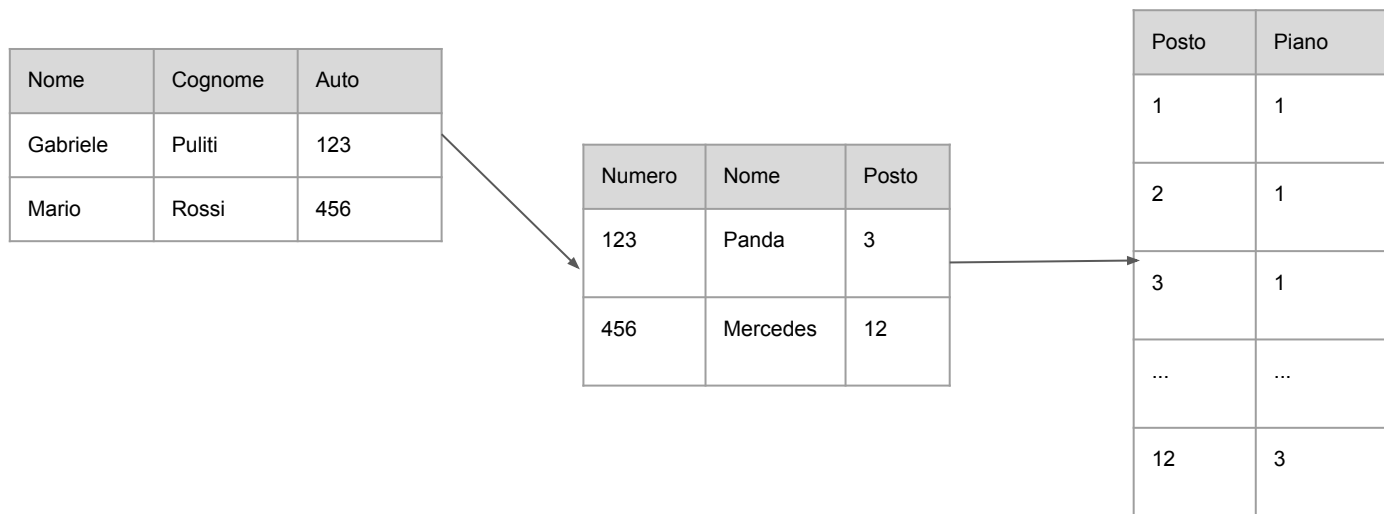 Nome Cognome Auto
Gabriele Puliti 123
Mario Rossi 456
Numero Nome Posto
123 Panda 3
456 Mercedes 12
Posto Piano
1 1
2 1
3 1
... ...
12 3